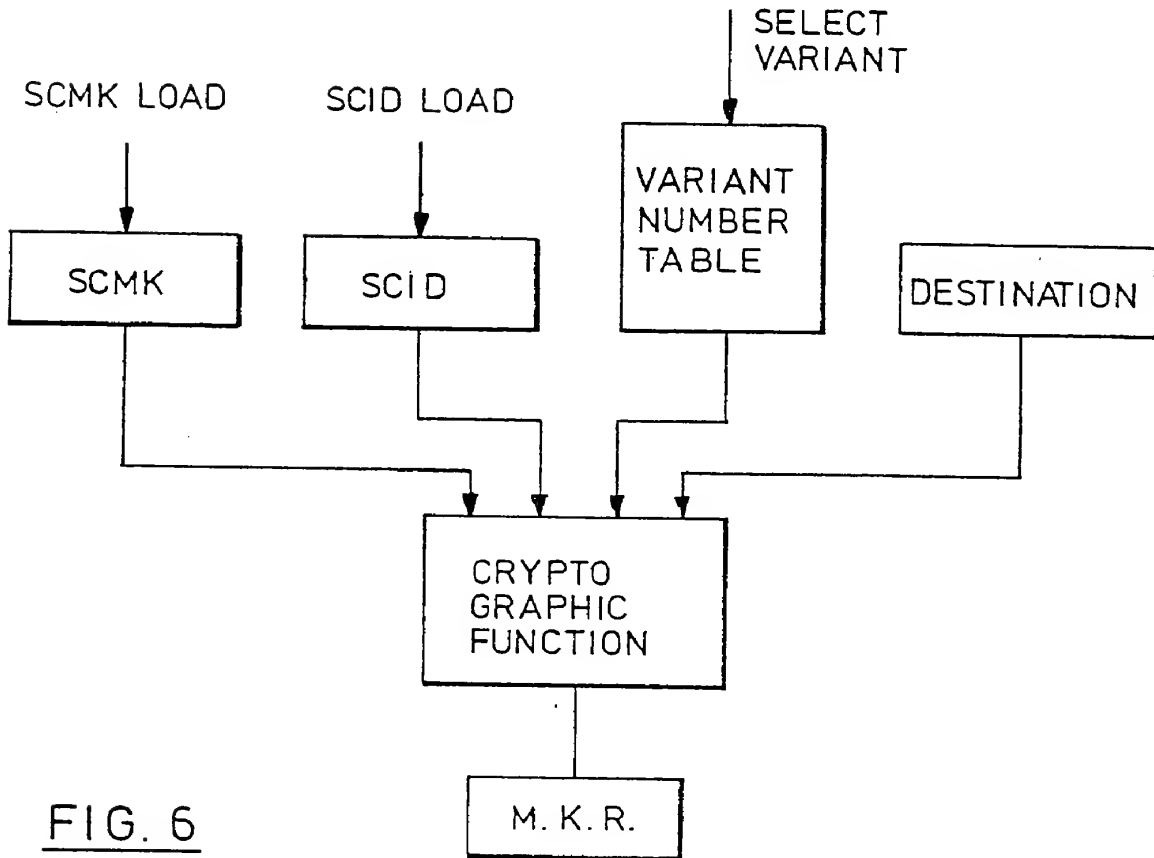 SELECT
VARIANT
SCMK LOAD
SCID LOAD
VARIANT
NUMBER
TABLE
SCMK
SCID
DESTINATION
CRYPTO
GRAPHIC
FUNCTION
M. K. R.
FIG. 6